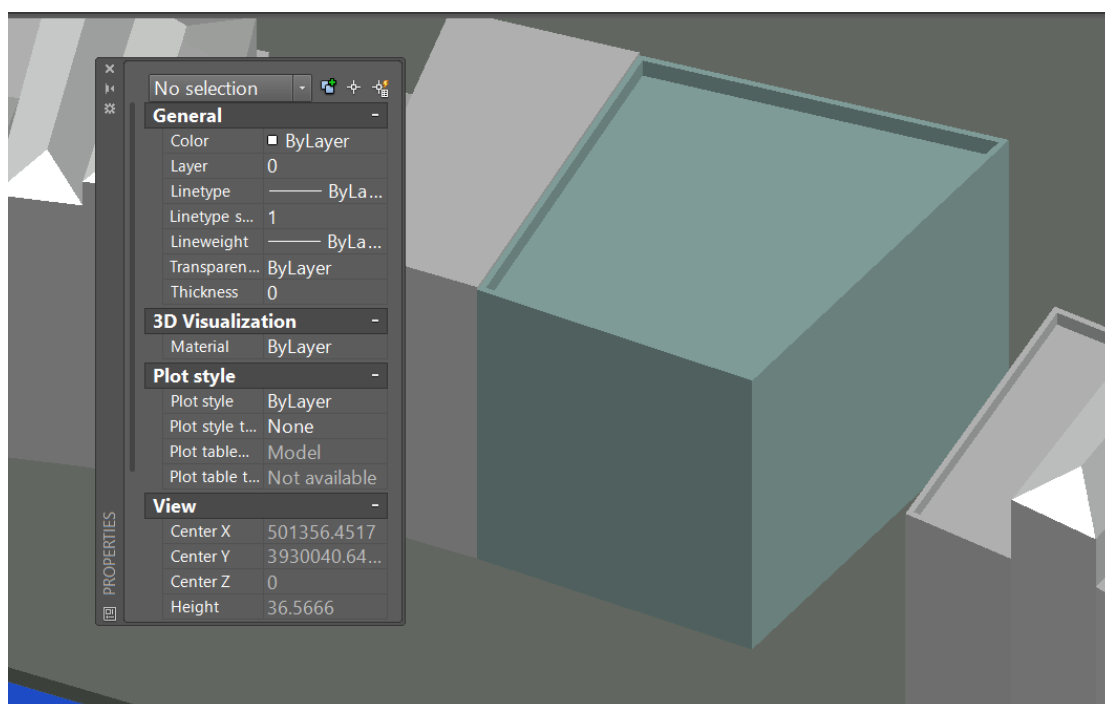 No selection
General -
Color ByLayer
Layer 0
Linetype ByLa...
Linetype s... 1
Lineweight ByLa...
Transparen... ByLayer
Thickness 0
3D Visualization -
Material ByLayer
Plot style -
Plot style ByLayer
Plot style t... None
Plot table... Model
Plot table t... Not available
View -
Center X 501356.4517
Center Y 3930040.64...
Center Z 0
Height 36.5666
PROPERTIES